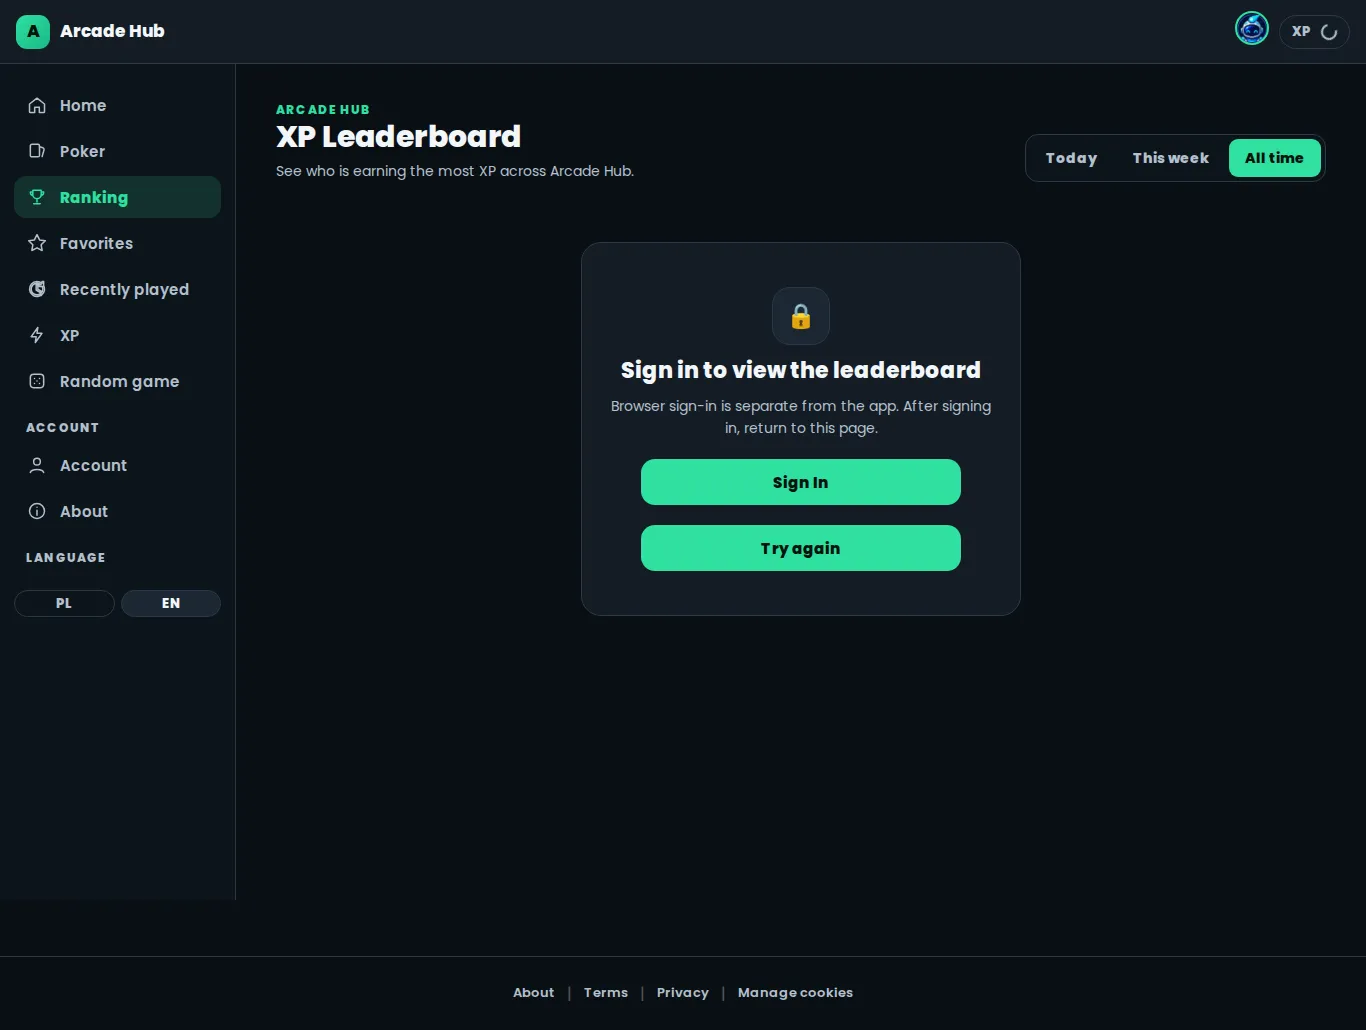 A Arcade Hub
XP
Home
Poker
Ranking
Favorites
Recently played
XP
Random game
ACCOUNT
Account
About
LANGUAGE
PL EN
ARCADE HUB
XP Leaderboard
See who is earning the most XP across Arcade Hub.
Today This week All time
Sign in to view the leaderboard
Browser sign-in is separate from the app. After signing
in, return to this page.
Sign In
Try again
About | Terms | Privacy | Manage cookies